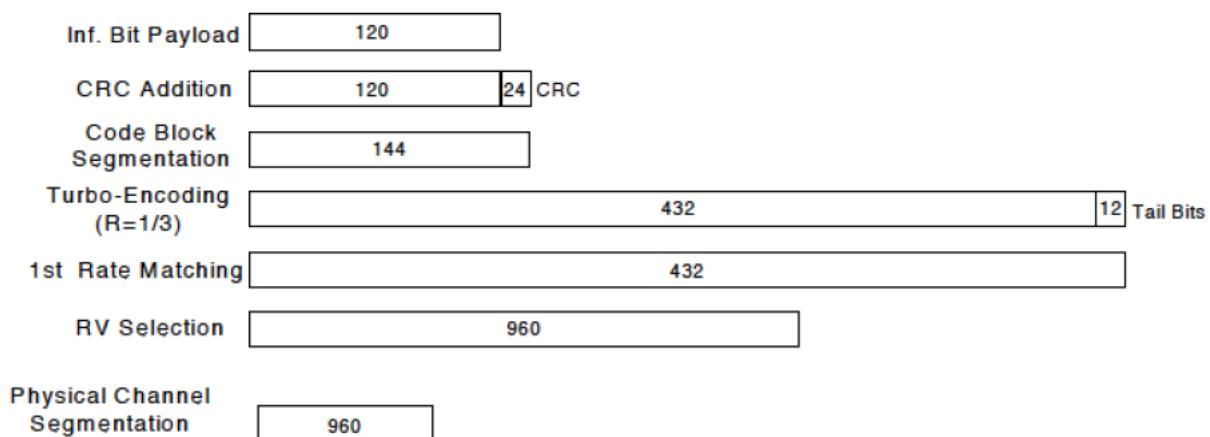 Inf. Bit Payload 120
CRC Addition 120 24 CRC
Code Block
Segmentation 144
Turbo-Encoding
(R=1/3) 432 12 Tail Bits
1st Rate Matching 432
RV Selection 960
Physical Channel
Segmentation 960